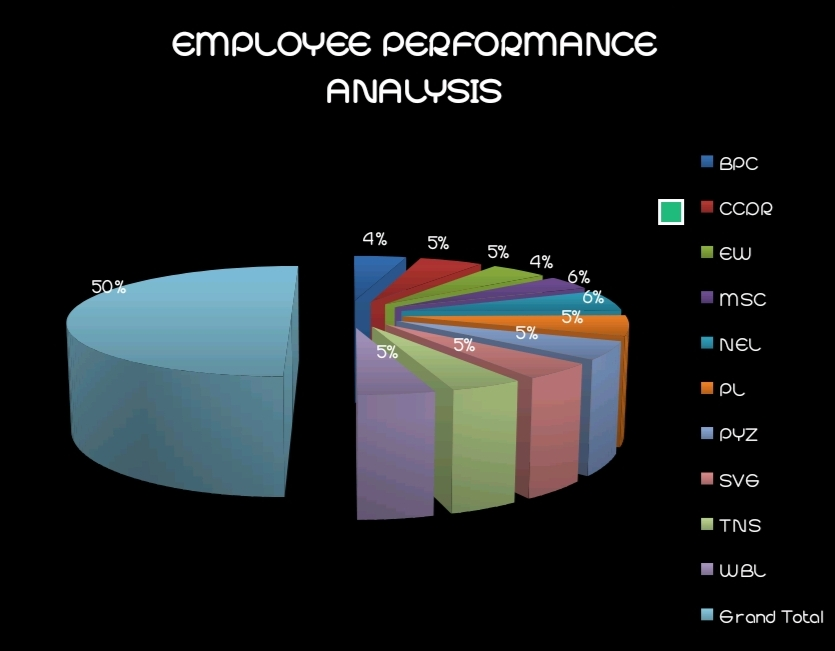 EMPLOYEE PERFORMANCE
ANALYSIS
BPC
4%
5%
CCPR
5%
4%
EW
6%
50%
6%
MSC
5%
5%
NEL
5%
5%
PL
PYZ
SVG
TNS
WBL
Grand Total